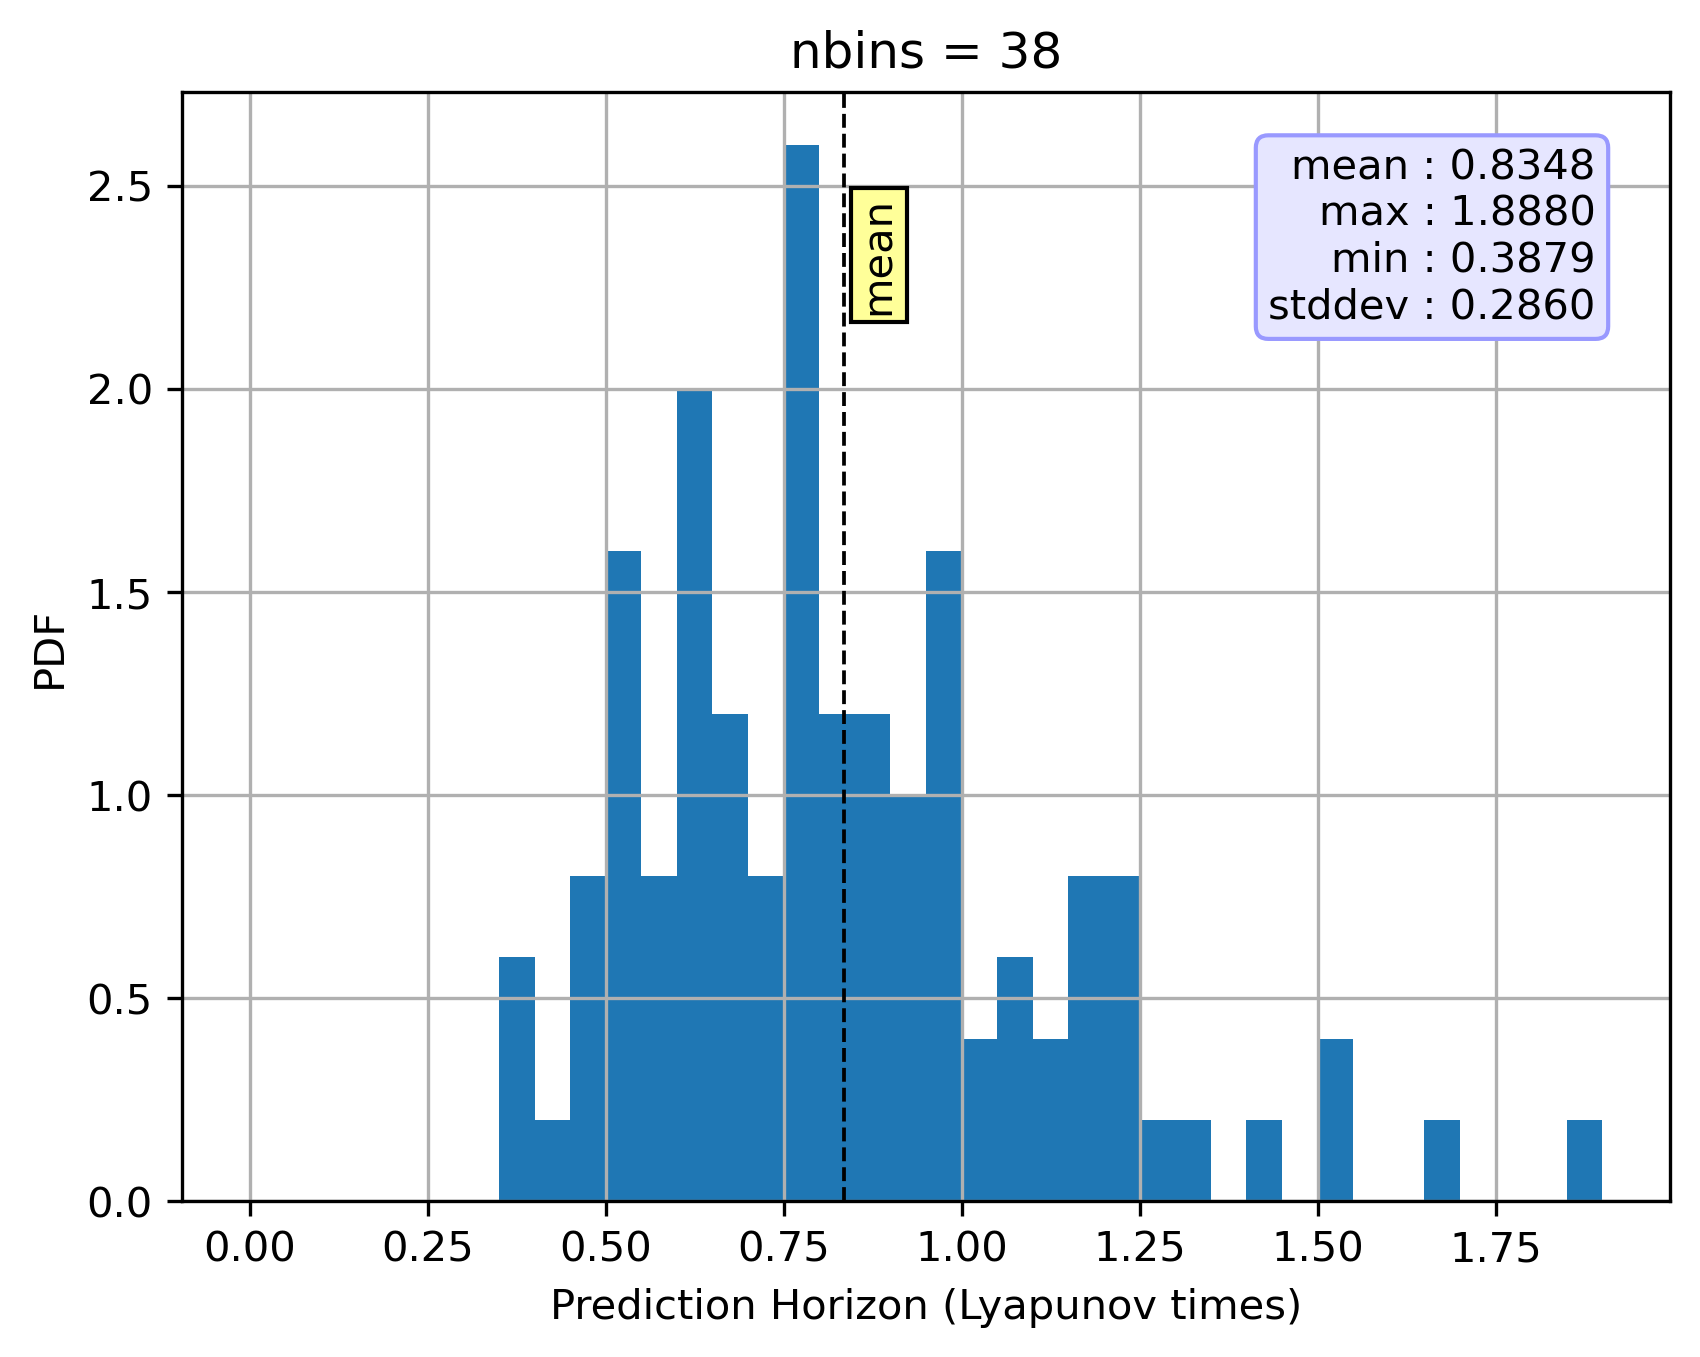 nbins = 38
mean : 0.8348
max : 1.8880
min : 0.3879
stddev : 0.2860
mean
PDF
2.5
2.0
1.5
1.0
0.5
0.0
0.00 0.25 0.50 0.75 1.00 1.25 1.50 1.75
Prediction Horizon (Lyapunov times)